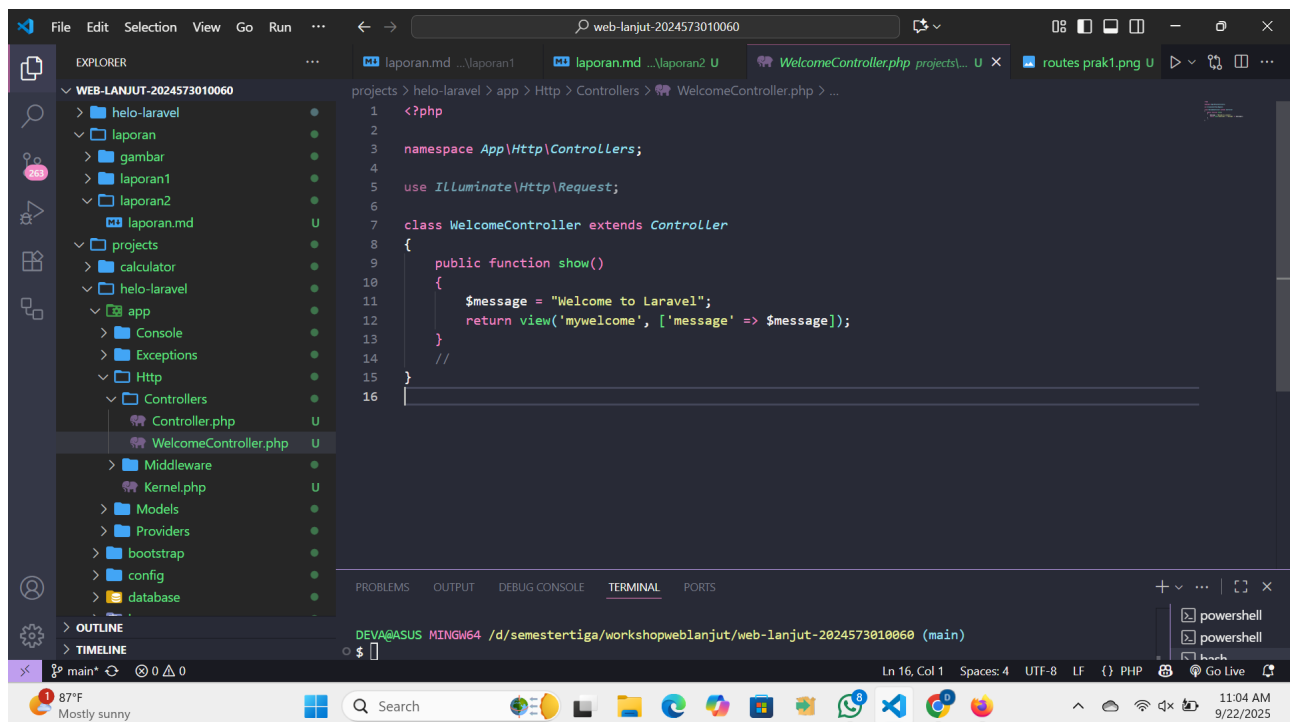 File Edit Selection View Go Run ··· web-lanjut-2024573010060
EXPLORER ···
laporan.md ...\laporan1 laporan.md ...\laporan2 U WelcomeController.php projects\... U routes prak1.png U
WEB-LANJUT-2024573010060
helo-laravel
laporan
gambar
263
laporan1
laporan2
laporan.md U
projects
calculator
helo-laravel
app
Console
Exceptions
Http
Controllers
Controller.php U
WelcomeController.php U
Middleware
Kernel.php U
Models
Providers
bootstrap
config
database
OUTLINE
TIMELINE
projects > helo-laravel > app > Http > Controllers > WelcomeController.php > ...
1 <?php
2
3 namespace App\Http\Controllers;
4
5 use Illuminate\Http\Request;
6
7 class WelcomeController extends Controller
8 {
9 public function show()
10 {
11 $message = "Welcome to Laravel";
12 return view('mywelcome', ['message' => $message]);
13 }
14 //
15 }
16
PROBLEMS OUTPUT DEBUG CONSOLE TERMINAL PORTS
powershell
powershell
bash
DEVA@ASUS MINGW64 /d/semestertiga/workshopweblanjut/web-lanjut-2024573010060 (main)
$
main* 0 0 Ln 16, Col 1 Spaces: 4 UTF-8 LF {} PHP Go Live
1 87°F
Mostly sunny
Search
8
D
11:04 AM
9/22/2025